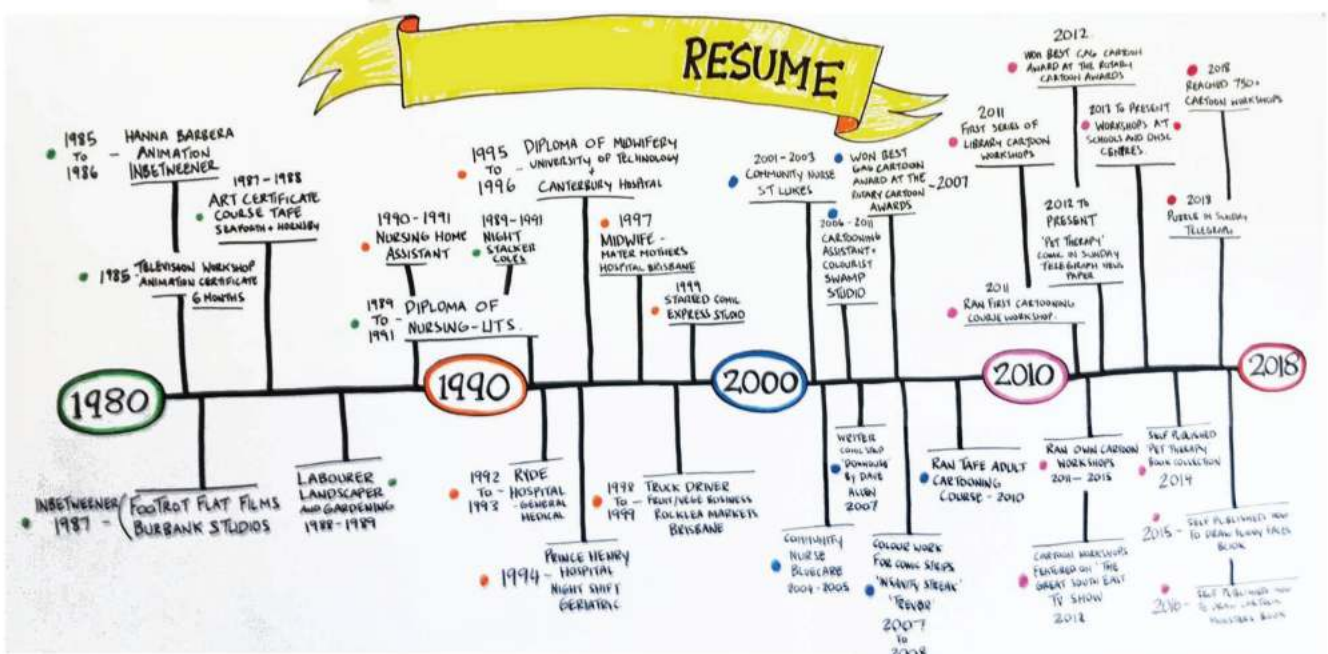 RESUME
1985
TO
1986
- HANNA BARBERA
ANIMATION
INBETWEENER
1987-1988
ART CERTIFICATE
COURSE TAFE
SEAFORTH + HORNSBY
1985- TELEVISION WORKSHOP
ANIMATION CERTIFICATE
6 MONTHS
1990-1991
NURSING HOME
ASSISTANT
1989-1991
NIGHT
STACKER
COLES
1989
TO
1991
- DIPLOMA OF
NURSING-UTS.
1995
TO
1996
- DIPLOMA OF MIDWIFERY
UNIVERSITY OF TECHNOLOGY
+
CANTERBURY HOSPITAL
1997
MIDWIFE -
MATER MOTHERS
HOSPITAL BRISBANE
1999
STARTED COMIC
EXPRESS STUDIO
2001-2003
COMMUNITY NURSE
ST LUKES
WON BEST
GAG CARTOON
AWARD AT THE
ROTARY CARTOON
AWARDS
-2007
2006-2011
CARTOONING
ASSISTANT +
COLOURIST
SWAMP
STUDIO
2011
FIRST SERIES OF
LIBRARY CARTOON
WORKSHOPS
2012
WON BEST GAG CARTOON
AWARD AT THE ROTARY
CARTOON AWARDS
2011
RAN FIRST CARTOONING
COURSE WORKSHOP.
2012 TO
PRESENT
'PET THERAPY'
COMIC IN SUNDAY
TELEGRAPH NEWS
PAPER
2013 TO PRESENT
WORKSHOPS AT
SCHOOLS AND OHSC
CENTRES.
2018
REACHED 750+
CARTOON WORKSHOPS
2018
PUZZLE IN SUNDAY
TELEGRAPH
1980
1990
2000
2010
2018
INBETWEENER
1987-
FOOTROT FLAT FILMS
BURBANK STUDIOS
LABOURER
LANDSCAPER
AND GARDENING
1988-1989
1992
TO
1993
- RYDE
HOSPITAL
-GENERAL
MEDICAL
1994-
PRINCE HENRY
HOSPITAL
NIGHT SHIFT
GERIATRIC
1998
TO
1999
- TRUCK DRIVER
FRUIT/VEGE BUSINESS
ROCKLEA MARKETS
BRISBANE
WRITER
COMIC STRIP
BY DAVE
ALLEN
2007
COMMUNITY
NURSE
BLUECARE
2004-2005
COLOUR WORK
FOR COMIC STRIPS
'INSANITY STREAK'
'TREVOR'
2007
TO
2008
RAN TAFE ADULT
CARTOONING
COURSE - 2010
RAN OWN CARTOON
WORKSHOPS
2011-2015
CARTOON WORKSHOPS
FEATURED ON 'THE
GREAT SOUTH EAST
TV SHOW
2012
SELF PUBLISHED
'PET THERAPY'
BOOK COLLECTION
2014
2015- SELF PUBLISHED HOW
TO DRAW FUNNY FACES
BOOK
2016- SELF PUBLISHED HOW
TO DRAW CARTOON
MONSTERS BOOK